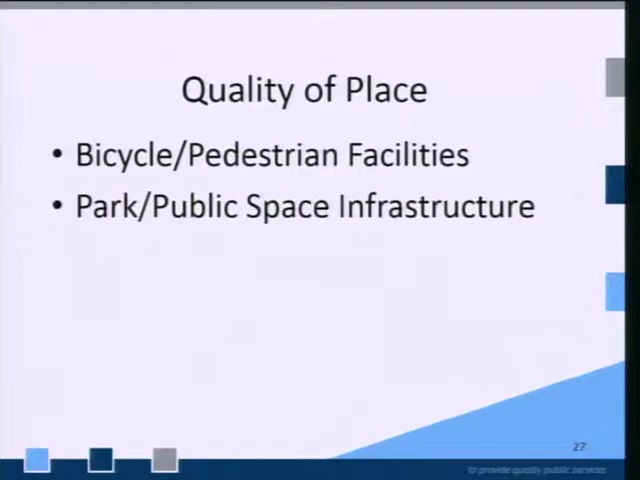 Quality of Place
• Bicycle/Pedestrian Facilities
• Park/Public Space Infrastructure
27
to provide quality public services